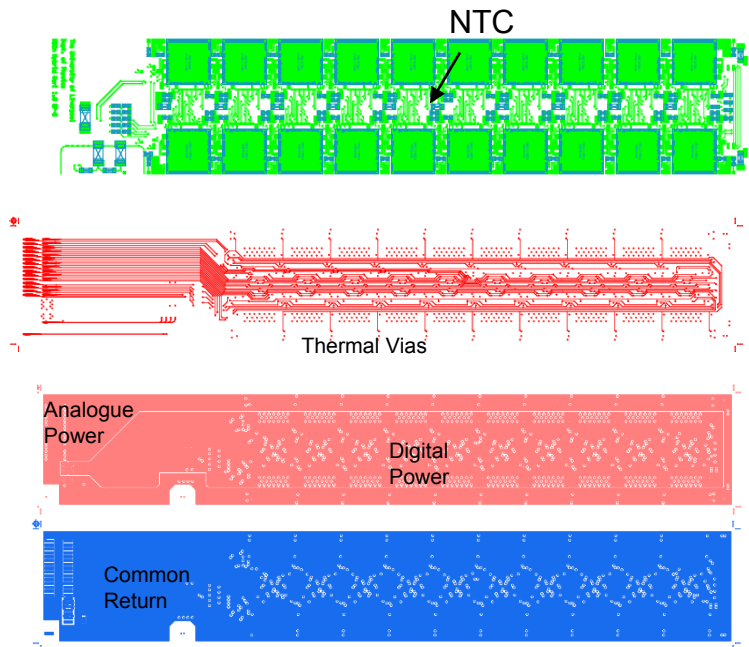 NTC
Thermal Vias
Analogue
Power
Digital
Power
Common
Return